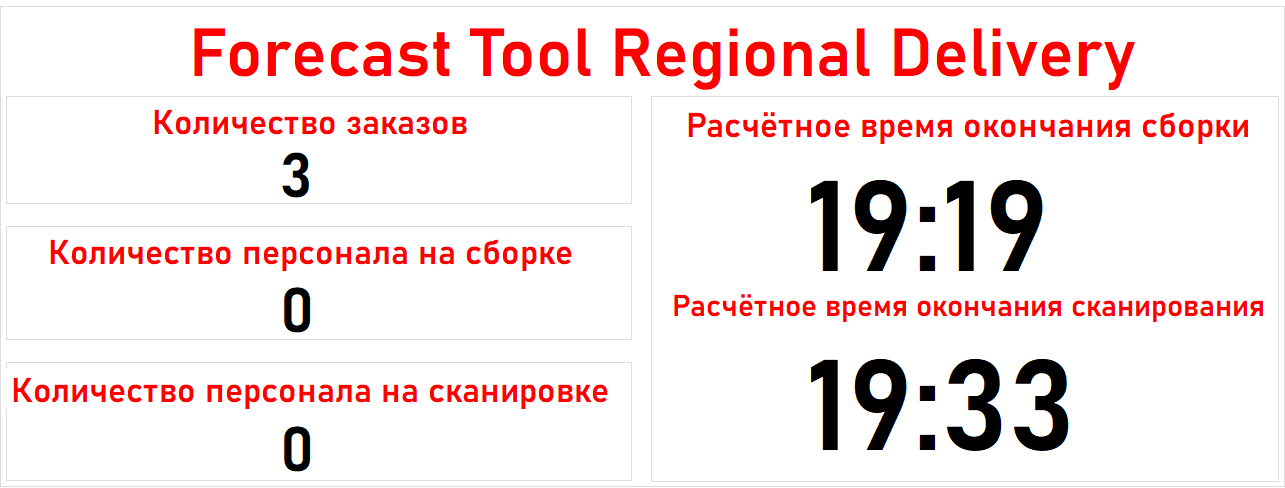 Forecast Tool Regional Delivery
Количество заказов
3
Количество персонала на сборке
0
Количество персонала на сканировке
0
Расчётное время окончания сборки
19:19
Расчётное время окончания сканирования
19:33